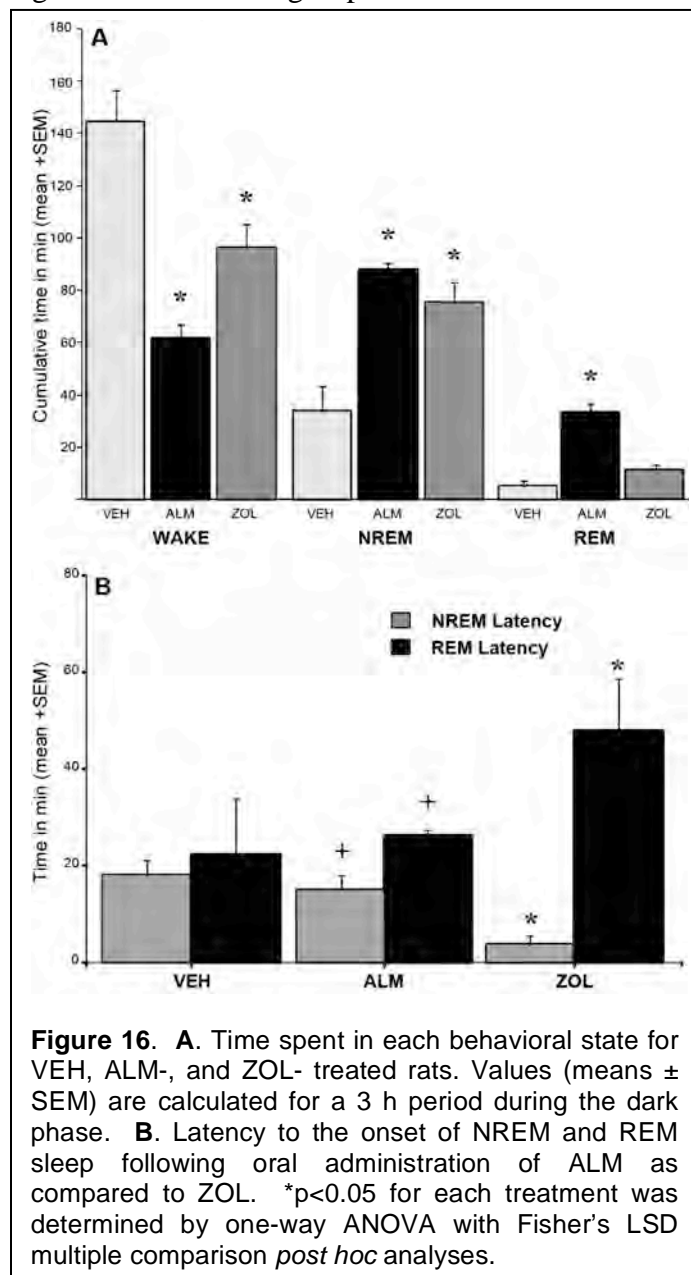 A
Cumulative time in min (mean +SEM)
180
160
140
120
100
80
60
40
20
*
*
*
*
*
VEH ALM ZOL VEH ALM ZOL VEH ALM ZOL
WAKE NREM REM
B
Time in min (mean +SEM)
80
60
40
20
0
NREM Latency
REM Latency
+
+
*
*
VEH ALM ZOL
Figure 16. A. Time spent in each behavioral state for
VEH, ALM-, and ZOL- treated rats. Values (means ±
SEM) are calculated for a 3 h period during the dark
phase. B. Latency to the onset of NREM and REM
sleep following oral administration of ALM as
compared to ZOL. *p<0.05 for each treatment was
determined by one-way ANOVA with Fisher's LSD
multiple comparison post hoc analyses.